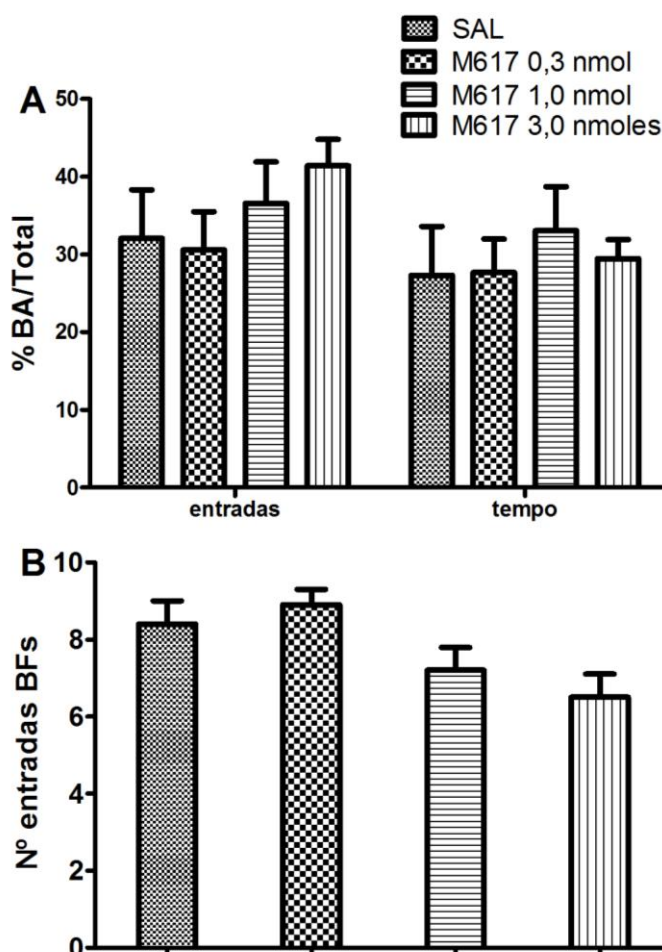 SAL
M617 0,3 nmol
M617 1,0 nmol
M617 3,0 nmoles
A
50
40
30
20
10
0
% BA/Total
entradas tempo
B
10
8
6
4
2
0
Nº entradas BFs